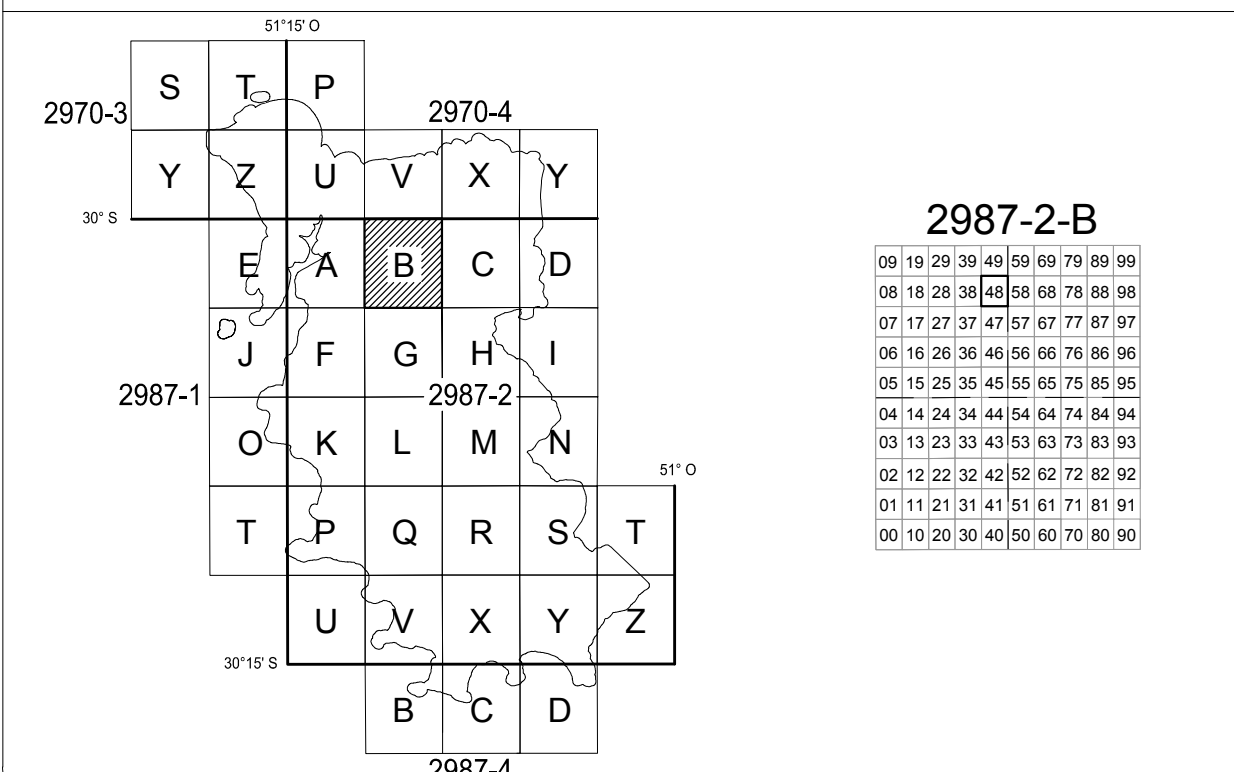 51°15' O
S T P
2970-3 2970-4
Y Z U V X Y
30° S
E A B C D
J F G H I
2987-1 2987-2
O K L M N
51° O
T P Q R S T
U V X Y Z
30°15' S
B C D
2987-4
2987-2-B
09 19 29 39 49 59 69 79 89 99
08 18 28 38 48 58 68 78 88 98
07 17 27 37 47 57 67 77 87 97
06 16 26 36 46 56 66 76 86 96
05 15 25 35 45 55 65 75 85 95
04 14 24 34 44 54 64 74 84 94
03 13 23 33 43 53 63 73 83 93
02 12 22 32 42 52 62 72 82 92
01 11 21 31 41 51 61 71 81 91
00 10 20 30 40 50 60 70 80 90